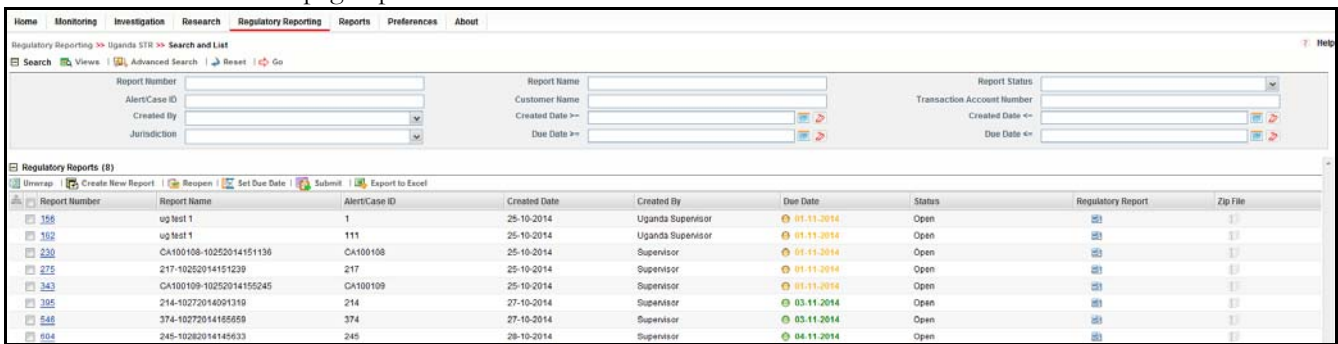 Home Monitoring Investigation Research Regulatory Reporting Reports Preferences About
Regulatory Reporting >> Uganda STR >> Search and List ? Help
Search Views | Advanced Search | Reset | Go
Report Number Report Name Report Status
Alert/Case ID Customer Name Transaction Account Number
Created By Created Date >= Created Date <=
Jurisdiction Due Date >= Due Date <=
Regulatory Reports (8)
Unwrap | Create New Report | Reopen | Set Due Date | Submit | Export to Excel
Report Number Report Name Alert/Case ID Created Date Created By Due Date Status Regulatory Report Zip File
156 ug test 1 1 25-10-2014 Uganda Supervisor 01-11-2014 Open
162 ug test 1 111 25-10-2014 Uganda Supervisor 01-11-2014 Open
230 CA100108-10252014151136 CA100108 25-10-2014 Supervisor 01-11-2014 Open
275 217-10252014151239 217 25-10-2014 Supervisor 01-11-2014 Open
343 CA100109-10252014155245 CA100109 25-10-2014 Supervisor 01-11-2014 Open
395 214-10272014091319 214 27-10-2014 Supervisor 03-11-2014 Open
546 374-10272014165659 374 27-10-2014 Supervisor 03-11-2014 Open
604 245-10282014145633 245 28-10-2014 Supervisor 04-11-2014 Open